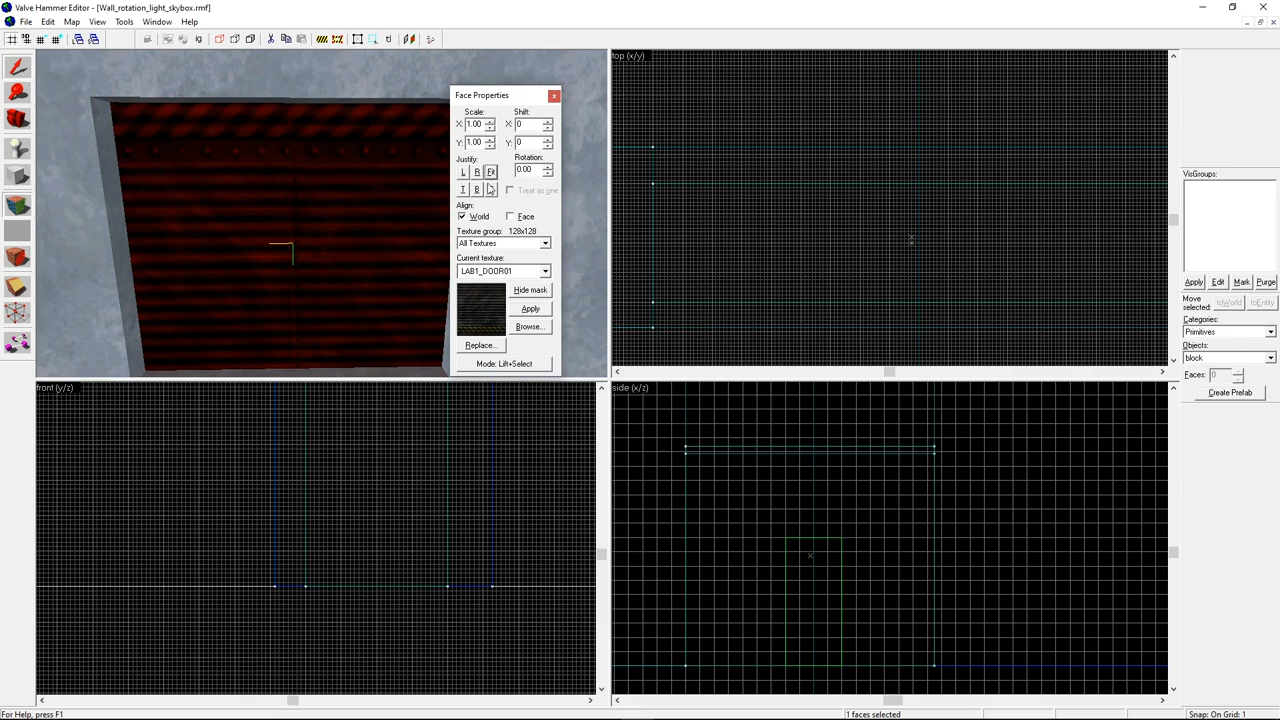 Valve Hammer Editor - [Wall_rotation_light_skybox.rmf]
File Edit Map View Tools Window Help
top (x/y)
Face Properties
Scale: Shift:
X: 1.00 X: 0
Y: 1.00 Y: 0
Justify: Rotation:
L R Fit 0.00
T B Treat as one
Align:
World Face
Texture group: 128x128
All Textures
Current texture:
LAB1_DOOR01
Hide mask
Apply
Browse...
Replace...
Mode: Lift+Select
VisGroups:
Apply Edit Mark Purge
Move
selected: toWorld toEntity
Categories:
Primitives
Objects:
block
Faces: 0
Create Prefab
front (y/z)
side (x/z)
For Help, press F1
1 faces selected
Snap: On Grid: 1